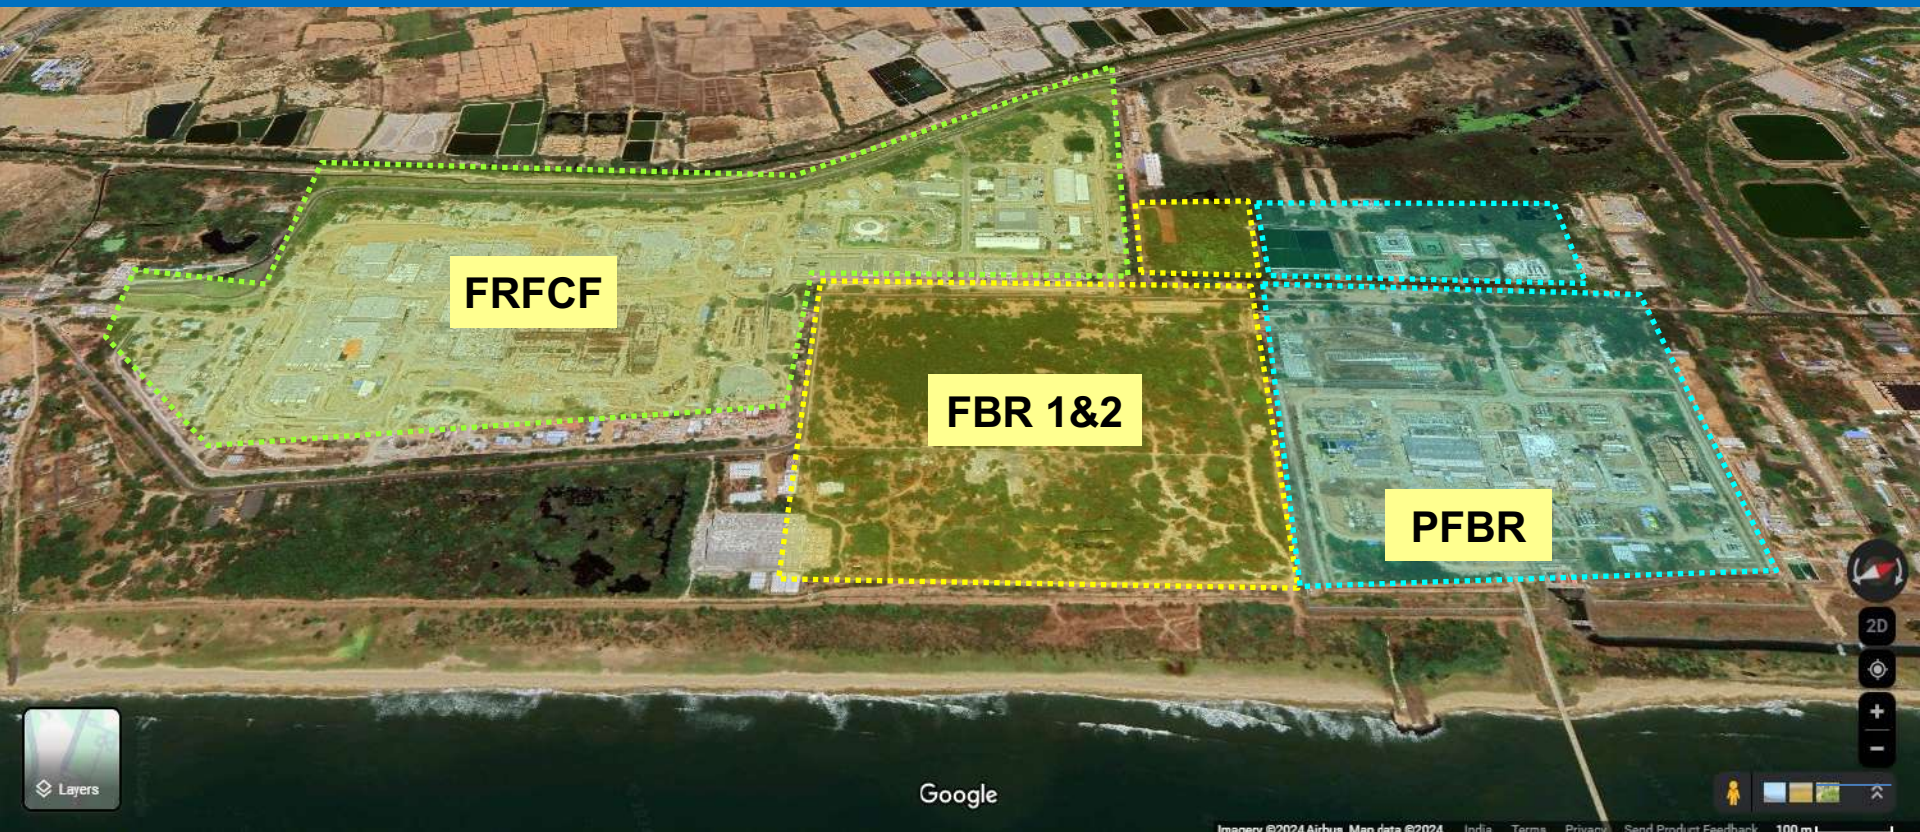 FRFCF
FBR 1&2
PFBR
2D
Layers
Google
Imagery ©2024 Airbus, Map data ©2024 India Terms Privacy Send Product Feedback 100 m